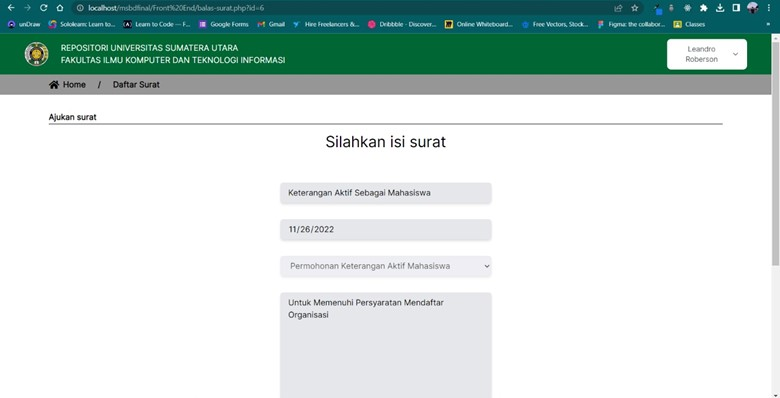 localhost/msbdfinal/Front%20End/balas-surat.php?id=6
unDraw
Sololearn: Learn to...
Learn to Code — F...
Google Forms
Gmail
Hire Freelancers &...
Dribbble - Discover...
Online Whiteboard...
Free Vectors, Stock...
Figma: the collabor...
Classes
»
REPOSITORI UNIVERSITAS SUMATERA UTARA
FAKULTAS ILMU KOMPUTER DAN TEKNOLOGI INFORMASI
Leandro
Roberson
Home / Daftar Surat
Ajukan surat
Silahkan isi surat
Keterangan Aktif Sebagai Mahasiswa
11/26/2022
Permohonan Keterangan Aktif Mahasiswa
Untuk Memenuhi Persyaratan Mendaftar
Organisasi